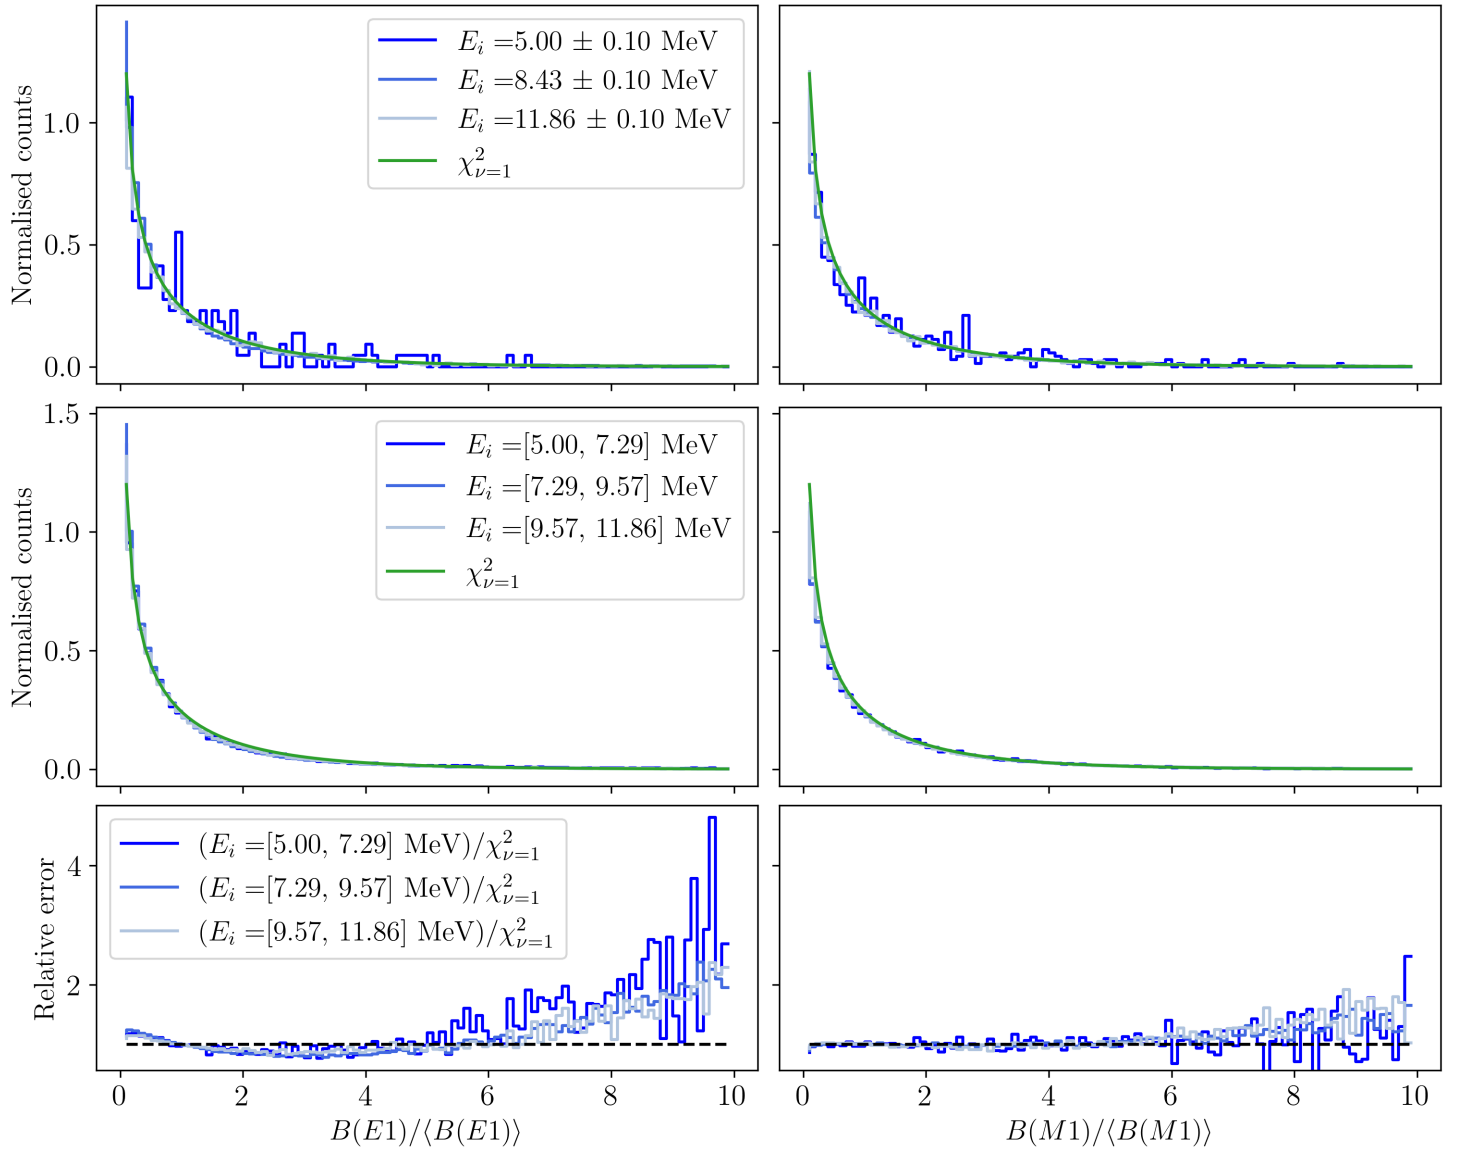 Normalised counts
1.0
0.5
0.0
E_i =5.00 ± 0.10 MeV
E_i =8.43 ± 0.10 MeV
E_i =11.86 ± 0.10 MeV
χ²_{ν=1}
Normalised counts
1.5
1.0
0.5
0.0
E_i =[5.00, 7.29] MeV
E_i =[7.29, 9.57] MeV
E_i =[9.57, 11.86] MeV
χ²_{ν=1}
Relative error
4
2
(E_i =[5.00, 7.29] MeV)/χ²_{ν=1}
(E_i =[7.29, 9.57] MeV)/χ²_{ν=1}
(E_i =[9.57, 11.86] MeV)/χ²_{ν=1}
0 2 4 6 8 10
B(E1)/⟨B(E1)⟩
0 2 4 6 8 10
B(M1)/⟨B(M1)⟩